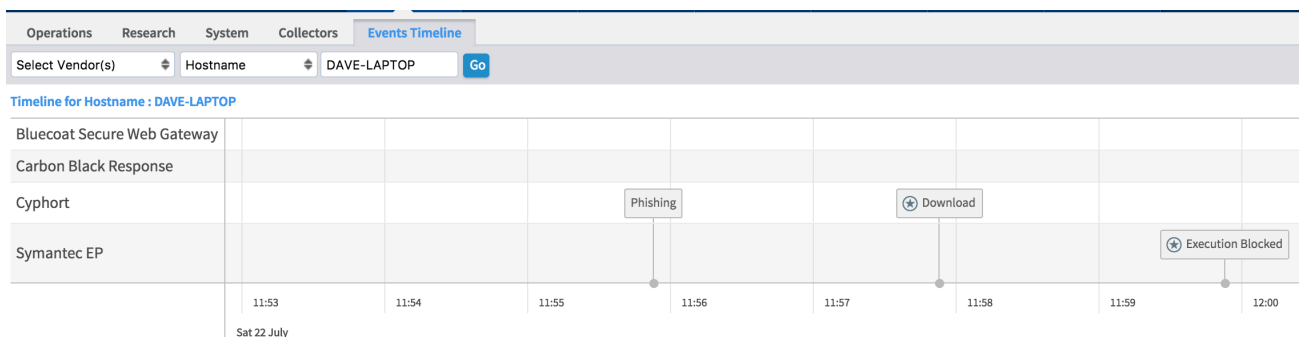 Operations Research System Collectors Events Timeline
Select Vendor(s) Hostname DAVE-LAPTOP Go
Timeline for Hostname : DAVE-LAPTOP
Bluecoat Secure Web Gateway
Carbon Black Response
Cyphort Phishing Download
Symantec EP Execution Blocked
11:53 11:54 11:55 11:56 11:57 11:58 11:59 12:00
Sat 22 July